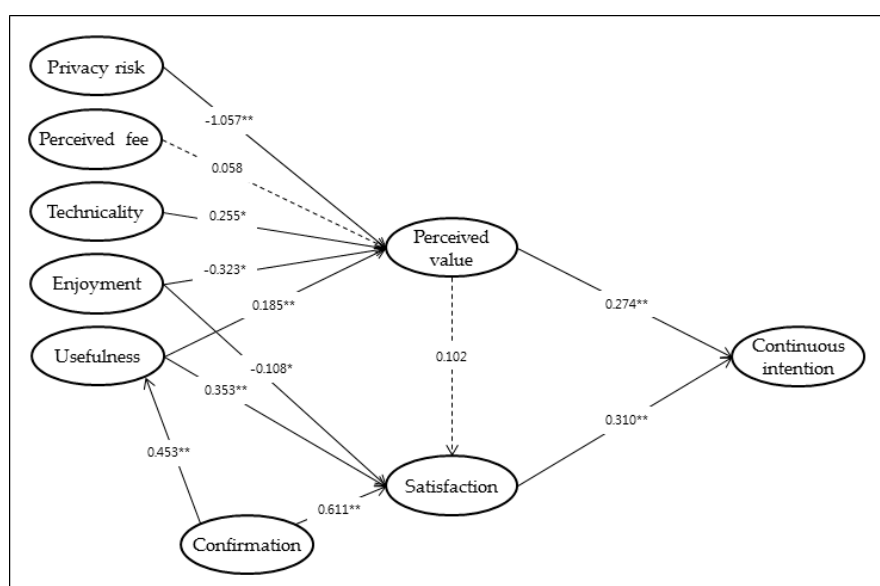 Privacy risk
-1.057**
Perceived fee
0.058
Technicality
0.255*
Perceived
value
Enjoyment
-0.323*
0.185**
0.274**
Usefulness
-0.108*
0.102
Continuous
intention
0.353**
0.310**
0.453**
Satisfaction
0.611**
Confirmation